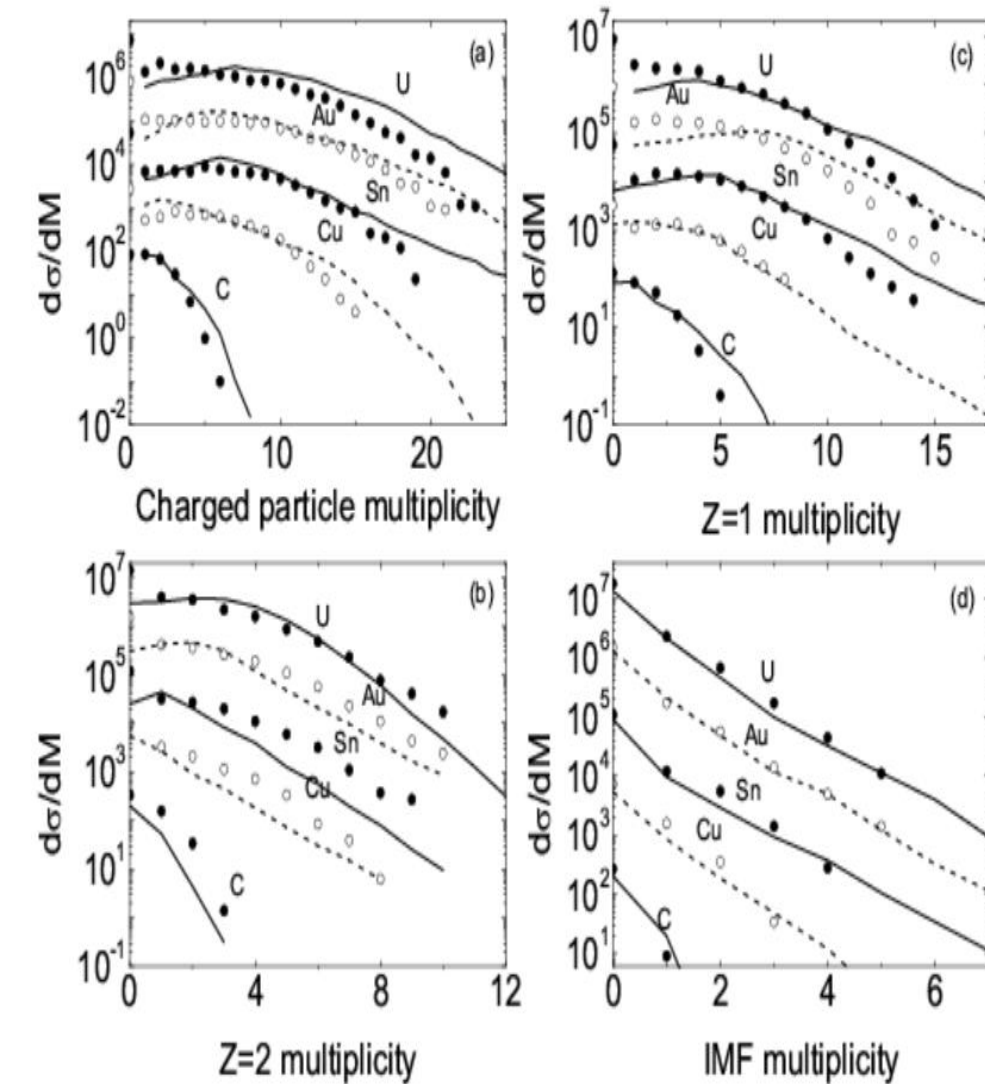 (a)
10^6
10^4
10^2
10^0
10^-2
dσ/dM
U
Au
Sn
Cu
C
0 10 20
Charged particle multiplicity
(c)
10^7
10^5
10^3
10^1
10^-1
dσ/dM
U
Au
Sn
Cu
C
0 5 10 15
Z=1 multiplicity
(b)
10^7
10^5
10^3
10^1
10^-1
dσ/dM
U
Au
Sn
Cu
C
0 4 8 12
Z=2 multiplicity
(d)
10^7
10^6
10^5
10^4
10^3
10^2
10^1
dσ/dM
U
Au
Sn
Cu
C
0 2 4 6
IMF multiplicity